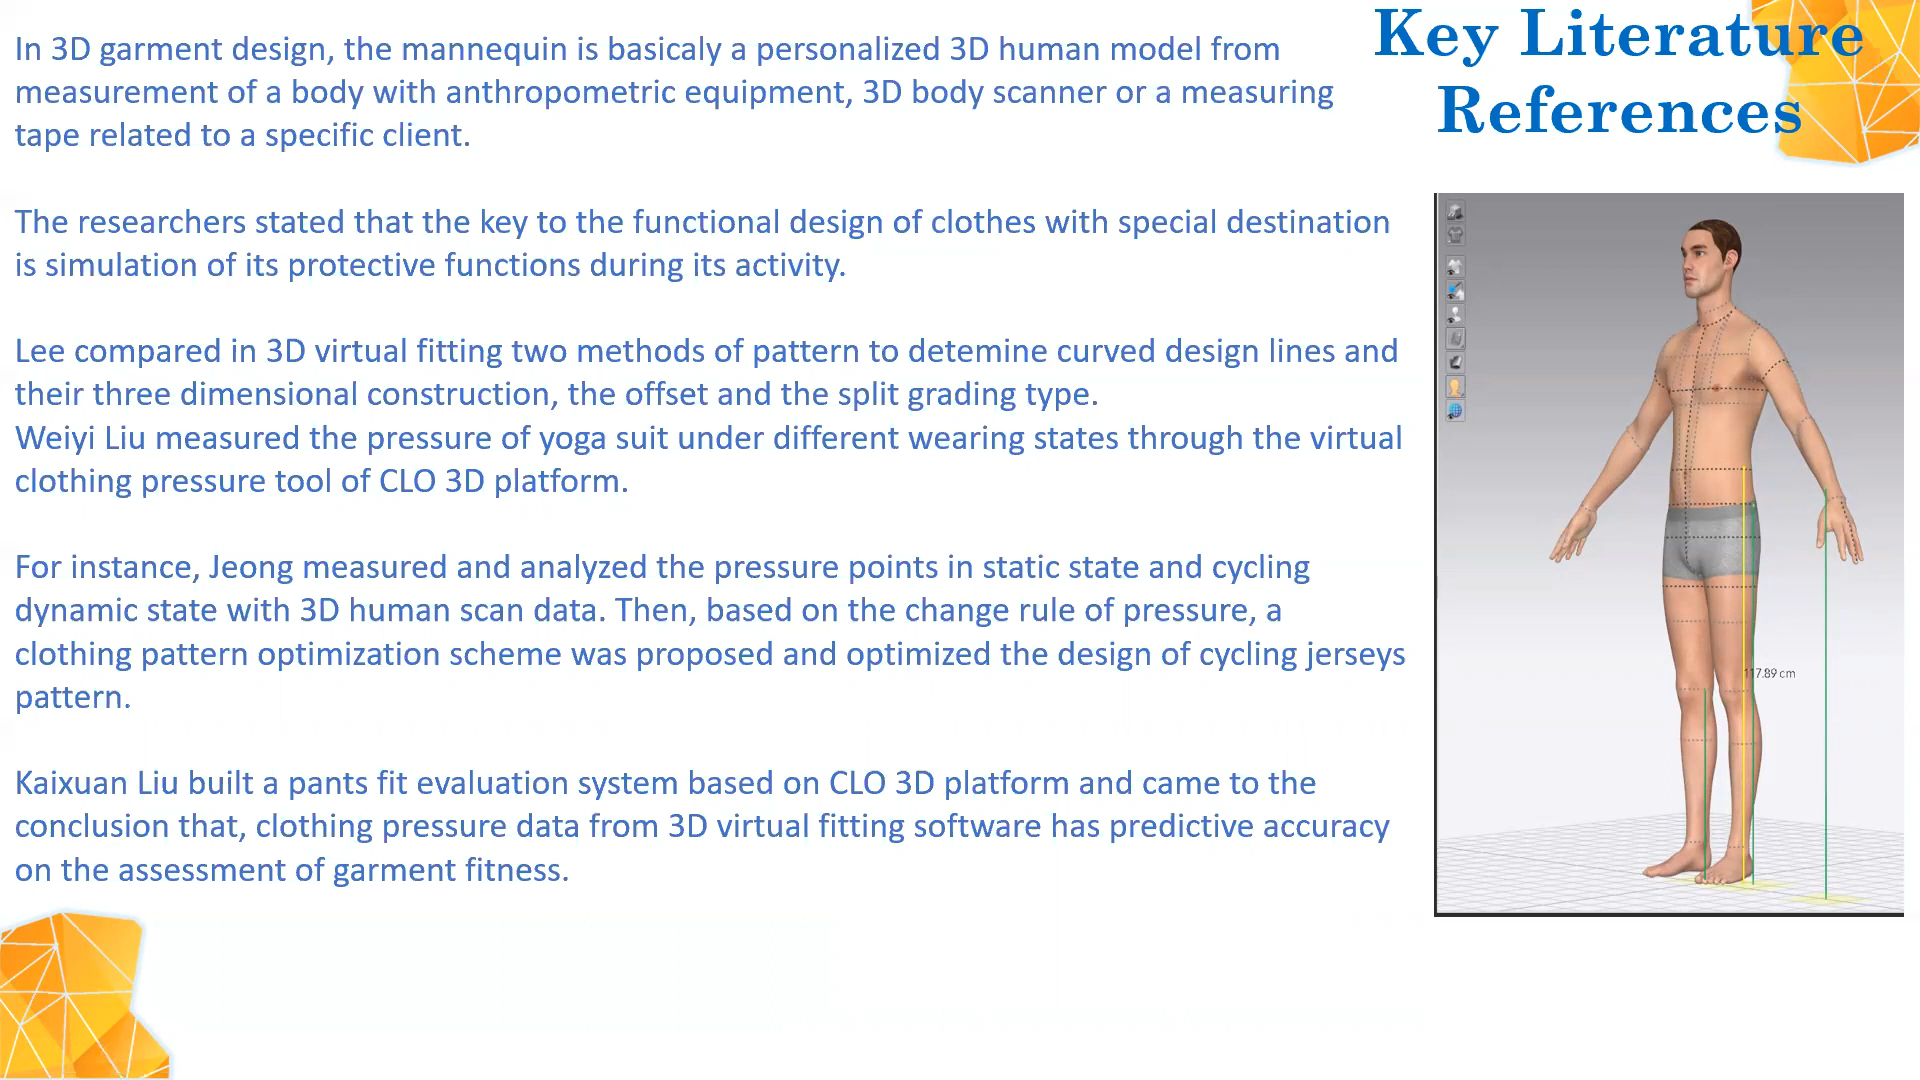 Key Literature
References
In 3D garment design, the mannequin is basicaly a personalized 3D human model from
measurement of a body with anthropometric equipment, 3D body scanner or a measuring
tape related to a specific client.
The researchers stated that the key to the functional design of clothes with special destination
is simulation of its protective functions during its activity.
Lee compared in 3D virtual fitting two methods of pattern to detemine curved design lines and
their three dimensional construction, the offset and the split grading type.
Weiyi Liu measured the pressure of yoga suit under different wearing states through the virtual
clothing pressure tool of CLO 3D platform.
For instance, Jeong measured and analyzed the pressure points in static state and cycling
dynamic state with 3D human scan data. Then, based on the change rule of pressure, a
clothing pattern optimization scheme was proposed and optimized the design of cycling jerseys
pattern.
Kaixuan Liu built a pants fit evaluation system based on CLO 3D platform and came to the
conclusion that, clothing pressure data from 3D virtual fitting software has predictive accuracy
on the assessment of garment fitness.
117.89 cm